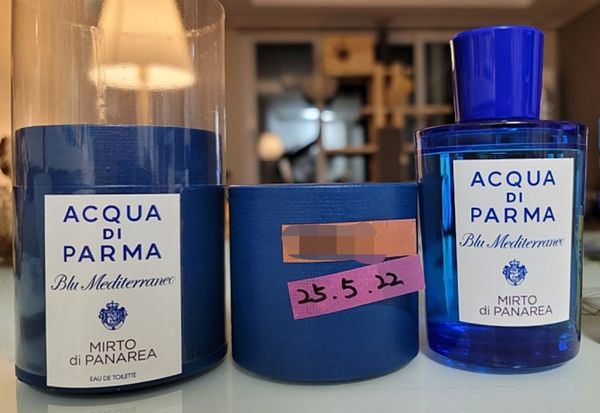 ACQUA
DI
PARMA
Blu Mediterraneo
MIRTO
di PANAREA
EAU DE TOILETTE
25.5.22
ACQUA
DI
PARMA
Blu Mediterraneo
MIRTO
di PANAREA